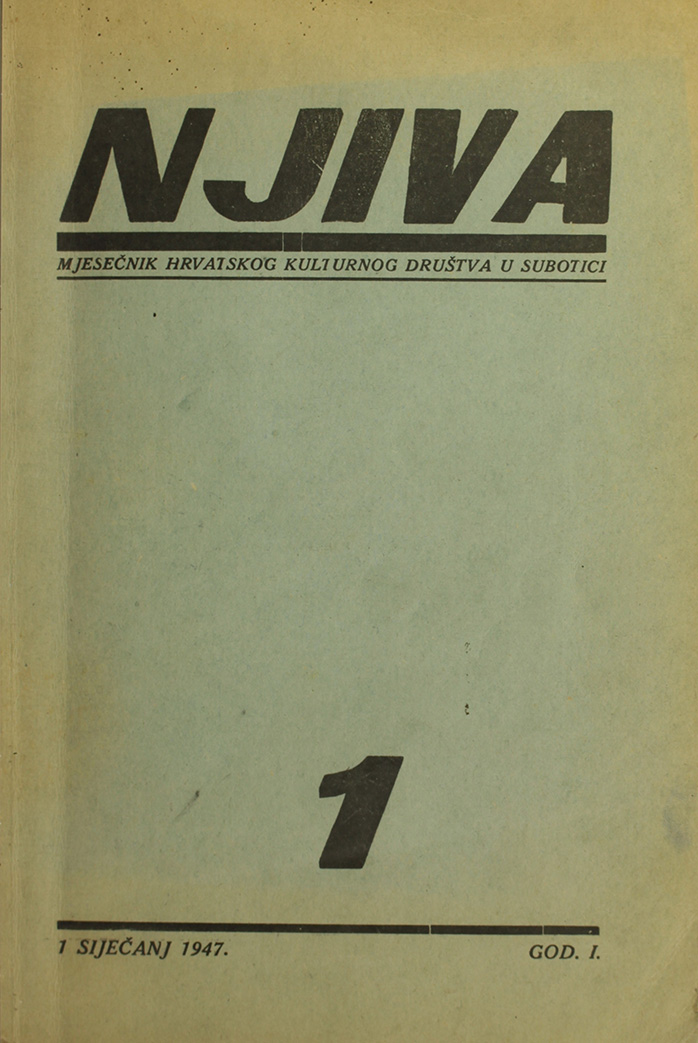 NJIVA
MJESEČNIK HRVATSKOG KULTURNOG DRUŠTVA U SUBOTICI
1
1 SIJEČANJ 1947.
GOD. I.